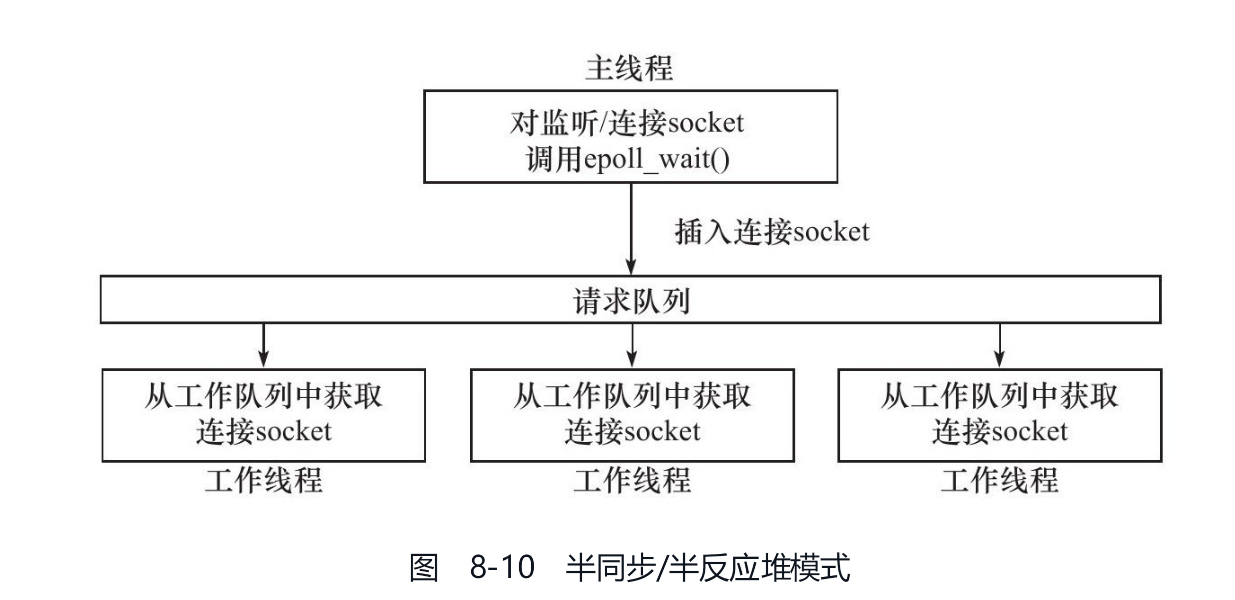 主线程
对监听/连接socket
调用epoll_wait()
插入连接socket
请求队列
从工作队列中获取
连接socket
从工作队列中获取
连接socket
从工作队列中获取
连接socket
工作线程
工作线程
工作线程
图 8-10 半同步/半反应堆模式